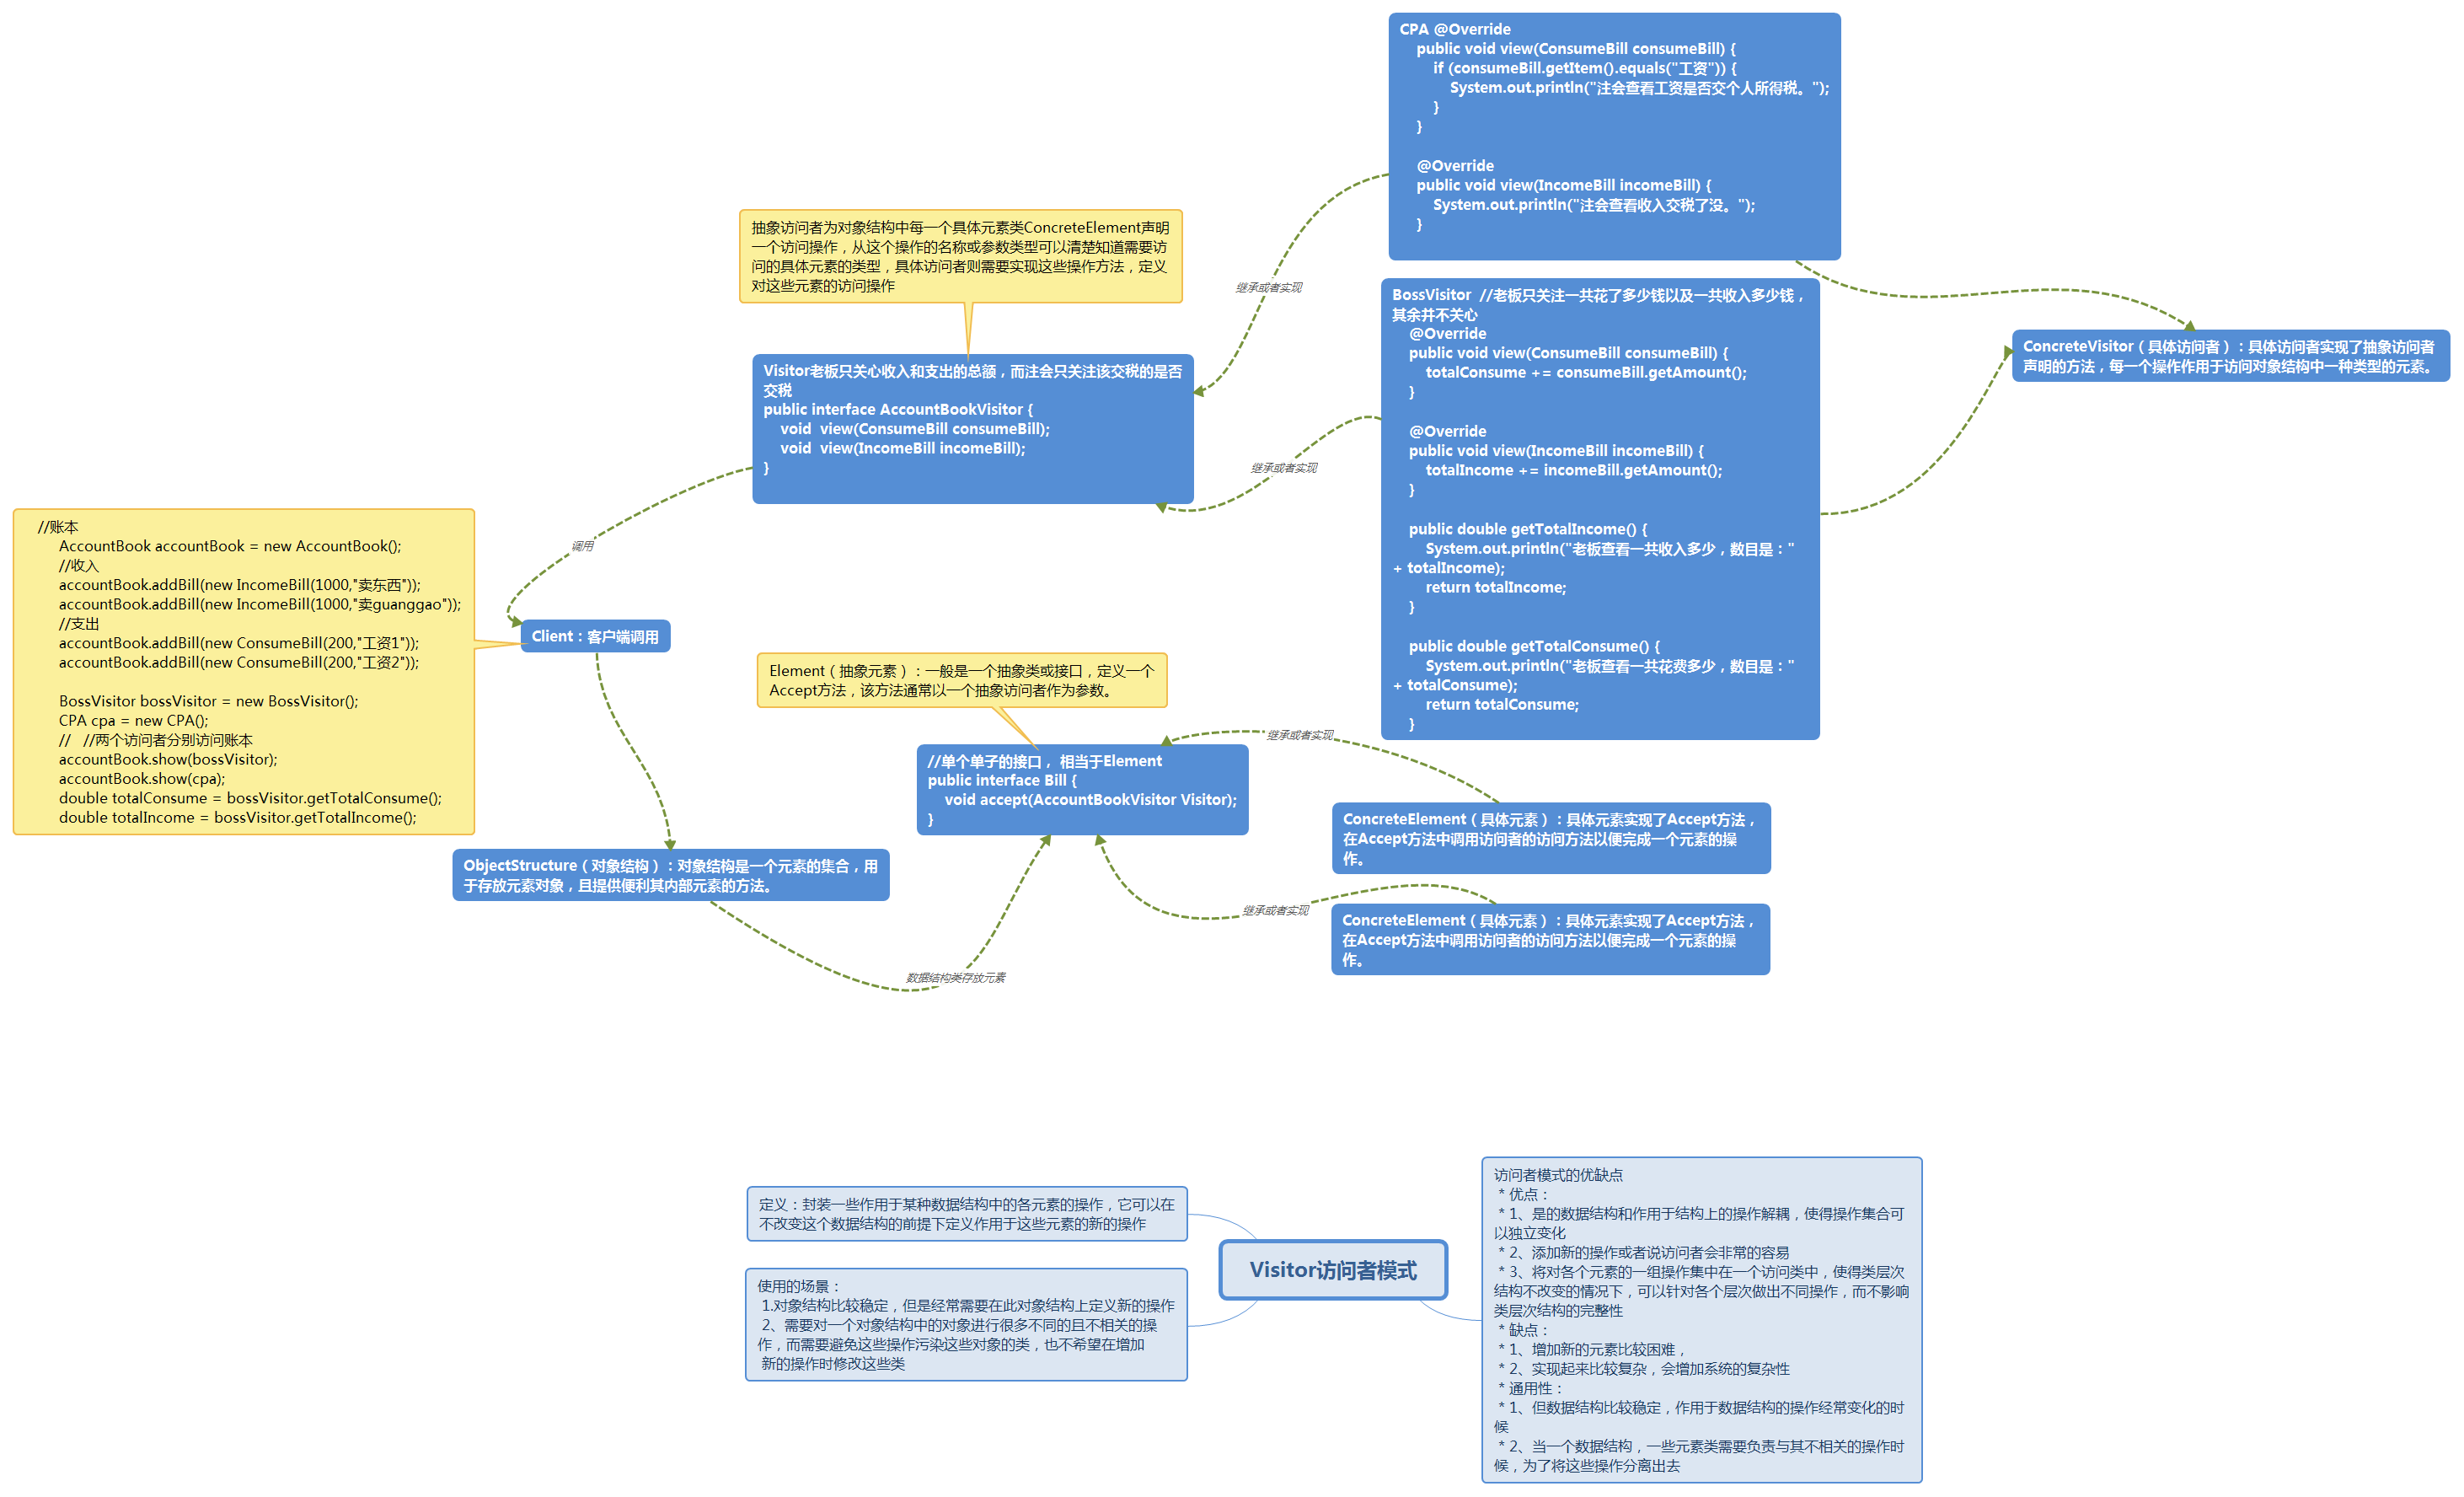 CPA @Override
public void view(ConsumeBill consumeBill) {
if (consumeBill.getItem().equals("工资")) {
System.out.println("注会查看工资是否交个人所得税。");
}
}
@Override
public void view(IncomeBill incomeBill) {
System.out.println("注会查看收入交税了没。");
}
抽象访问者为对象结构中每一个具体元素类ConcreteElement声明
一个访问操作，从这个操作的名称或参数类型可以清楚知道需要访
问的具体元素的类型，具体访问者则需要实现这些操作方法，定义
对这些元素的访问操作
继承或者实现
BossVisitor  //老板只关注一共花了多少钱以及一共收入多少钱，
其余并不关心
@Override
public void view(ConsumeBill consumeBill) {
totalConsume += consumeBill.getAmount();
}
@Override
public void view(IncomeBill incomeBill) {
totalIncome += incomeBill.getAmount();
}
public double getTotalIncome() {
System.out.println("老板查看一共收入多少，数目是："
+ totalIncome);
return totalIncome;
}
public double getTotalConsume() {
System.out.println("老板查看一共花费多少，数目是："
+ totalConsume);
return totalConsume;
}
ConcreteVisitor（具体访问者）：具体访问者实现了抽象访问者
声明的方法，每一个操作作用于访问对象结构中一种类型的元素。
Visitor老板只关心收入和支出的总额，而注会只关注该交税的是否
交税
public interface AccountBookVisitor {
void  view(ConsumeBill consumeBill);
void  view(IncomeBill incomeBill);
}
继承或者实现
调用
//账本
AccountBook accountBook = new AccountBook();
//收入
accountBook.addBill(new IncomeBill(1000,"卖东西"));
accountBook.addBill(new IncomeBill(1000,"卖guanggao"));
//支出
accountBook.addBill(new ConsumeBill(200,"工资1"));
accountBook.addBill(new ConsumeBill(200,"工资2"));
BossVisitor bossVisitor = new BossVisitor();
CPA cpa = new CPA();
//   //两个访问者分别访问账本
accountBook.show(bossVisitor);
accountBook.show(cpa);
double totalConsume = bossVisitor.getTotalConsume();
double totalIncome = bossVisitor.getTotalIncome();
Client：客户端调用
Element（抽象元素）：一般是一个抽象类或接口，定义一个
Accept方法，该方法通常以一个抽象访问者作为参数。
继承或者实现
//单个单子的接口， 相当于Element
public interface Bill {
void accept(AccountBookVisitor Visitor);
}
ConcreteElement（具体元素）：具体元素实现了Accept方法，
在Accept方法中调用访问者的访问方法以便完成一个元素的操
作。
ObjectStructure（对象结构）：对象结构是一个元素的集合，用
于存放元素对象，且提供便利其内部元素的方法。
继承或者实现
ConcreteElement（具体元素）：具体元素实现了Accept方法，
在Accept方法中调用访问者的访问方法以便完成一个元素的操
作。
数据结构类存放元素
定义：封装一些作用于某种数据结构中的各元素的操作，它可以在
不改变这个数据结构的前提下定义作用于这些元素的新的操作
使用的场景：
1.对象结构比较稳定，但是经常需要在此对象结构上定义新的操作
2、需要对一个对象结构中的对象进行很多不同的且不相关的操
作，而需要避免这些操作污染这些对象的类，也不希望在增加
新的操作时修改这些类
Visitor访问者模式
访问者模式的优缺点
* 优点：
* 1、是的数据结构和作用于结构上的操作解耦，使得操作集合可
以独立变化
* 2、添加新的操作或者说访问者会非常的容易
* 3、将对各个元素的一组操作集中在一个访问类中，使得类层次
结构不改变的情况下，可以针对各个层次做出不同操作，而不影响
类层次结构的完整性
* 缺点：
* 1、增加新的元素比较困难，
* 2、实现起来比较复杂，会增加系统的复杂性
* 通用性：
* 1、但数据结构比较稳定，作用于数据结构的操作经常变化的时
候
* 2、当一个数据结构，一些元素类需要负责与其不相关的操作时
候，为了将这些操作分离出去